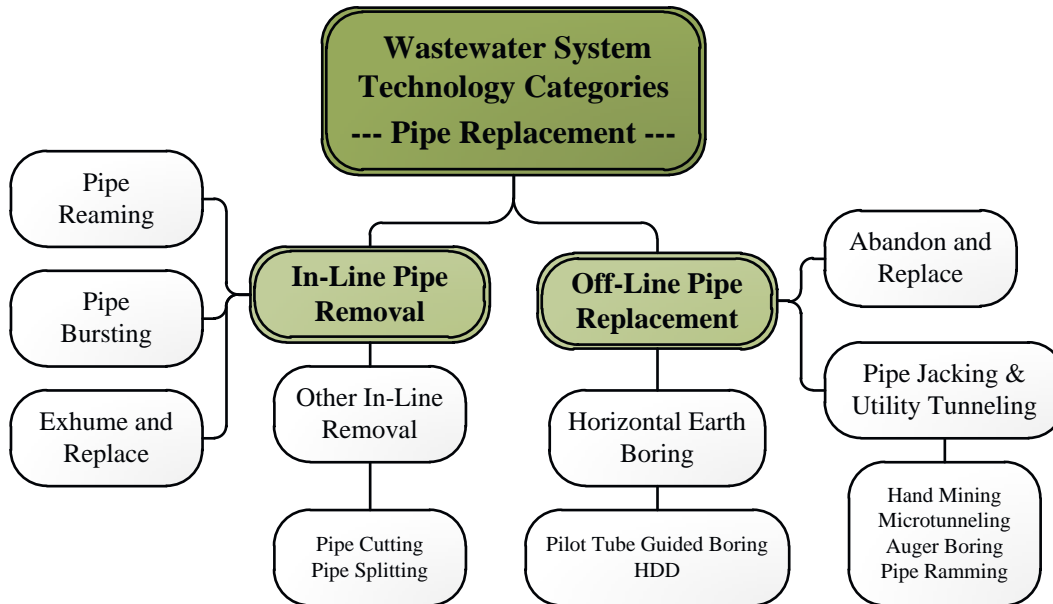 Wastewater System
Technology Categories
--- Pipe Replacement ---
Pipe
Reaming
Pipe
Bursting
Exhume and
Replace
In-Line Pipe
Removal
Other In-Line
Removal
Pipe Cutting
Pipe Splitting
Off-Line Pipe
Replacement
Horizontal Earth
Boring
Pilot Tube Guided Boring
HDD
Abandon and
Replace
Pipe Jacking &
Utility Tunneling
Hand Mining
Microtunneling
Auger Boring
Pipe Ramming